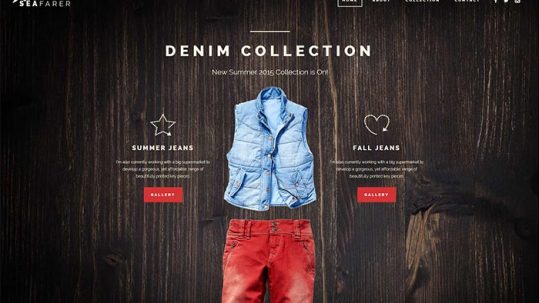 SEAFARER
HOME ABOUT COLLECTION CONTACT
DENIM COLLECTION
New Summer 2015 Collection is On!
SUMMER JEANS
I'm also currently working with a big supermarket to
develop a gorgeous, yet affordable range of
beautifully printed key pieces.
GALLERY
FALL JEANS
I'm also currently working with a big supermarket to
develop a gorgeous, yet affordable range of
beautifully printed key pieces.
GALLERY